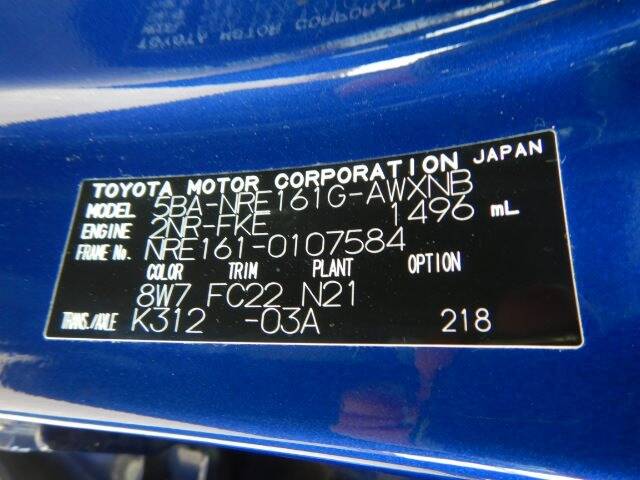 TOYOTA MOTOR CORPORATION JAPAN
MODEL 5BA-NRE161G-AWXNB
ENGINE 2NR-FKE 1496 mL
FRAME No. NRE161-0107584
COLOR TRIM PLANT OPTION
8W7 FC22 N21
TRANS./AXLE K312 -03A 218